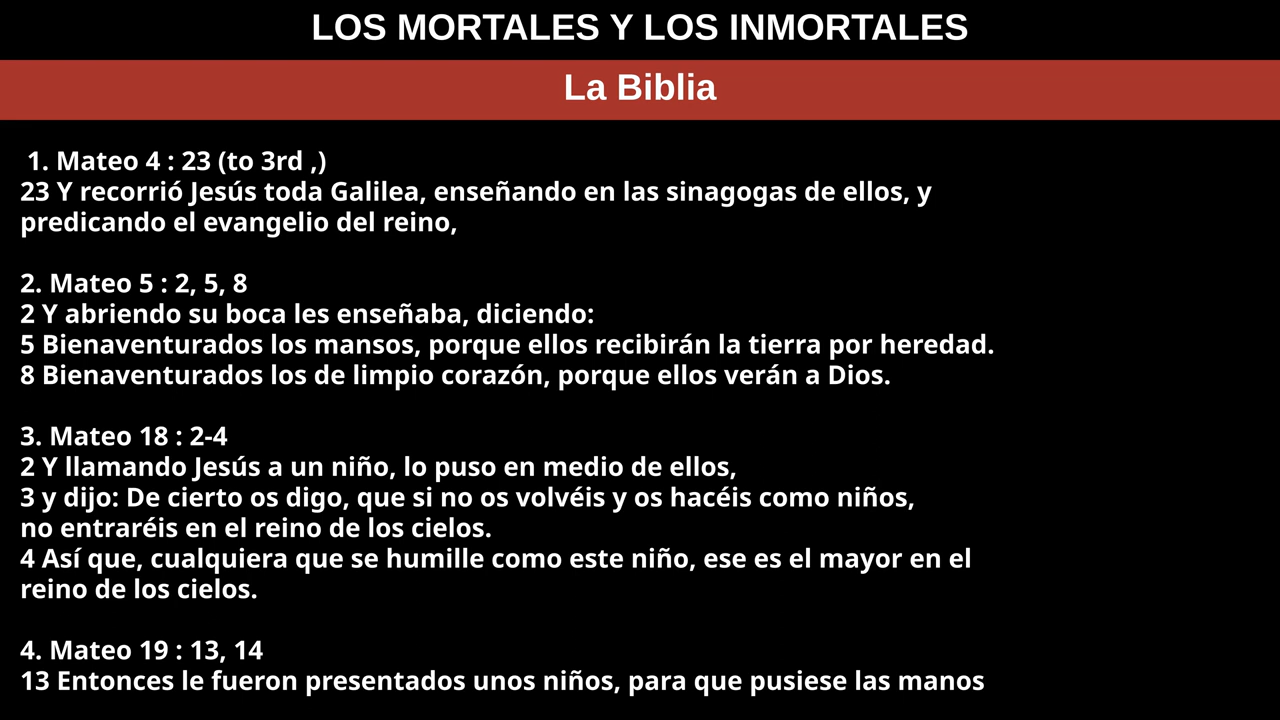 LOS MORTALES Y LOS INMORTALES
La Biblia
1. Mateo 4 : 23 (to 3rd ,)
23 Y recorrió Jesús toda Galilea, enseñando en las sinagogas de ellos, y
predicando el evangelio del reino,
2. Mateo 5 : 2, 5, 8
2 Y abriendo su boca les enseñaba, diciendo:
5 Bienaventurados los mansos, porque ellos recibirán la tierra por heredad.
8 Bienaventurados los de limpio corazón, porque ellos verán a Dios.
3. Mateo 18 : 2-4
2 Y llamando Jesús a un niño, lo puso en medio de ellos,
3 y dijo: De cierto os digo, que si no os volvéis y os hacéis como niños,
no entraréis en el reino de los cielos.
4 Así que, cualquiera que se humille como este niño, ese es el mayor en el
reino de los cielos.
4. Mateo 19 : 13, 14
13 Entonces le fueron presentados unos niños, para que pusiese las manos